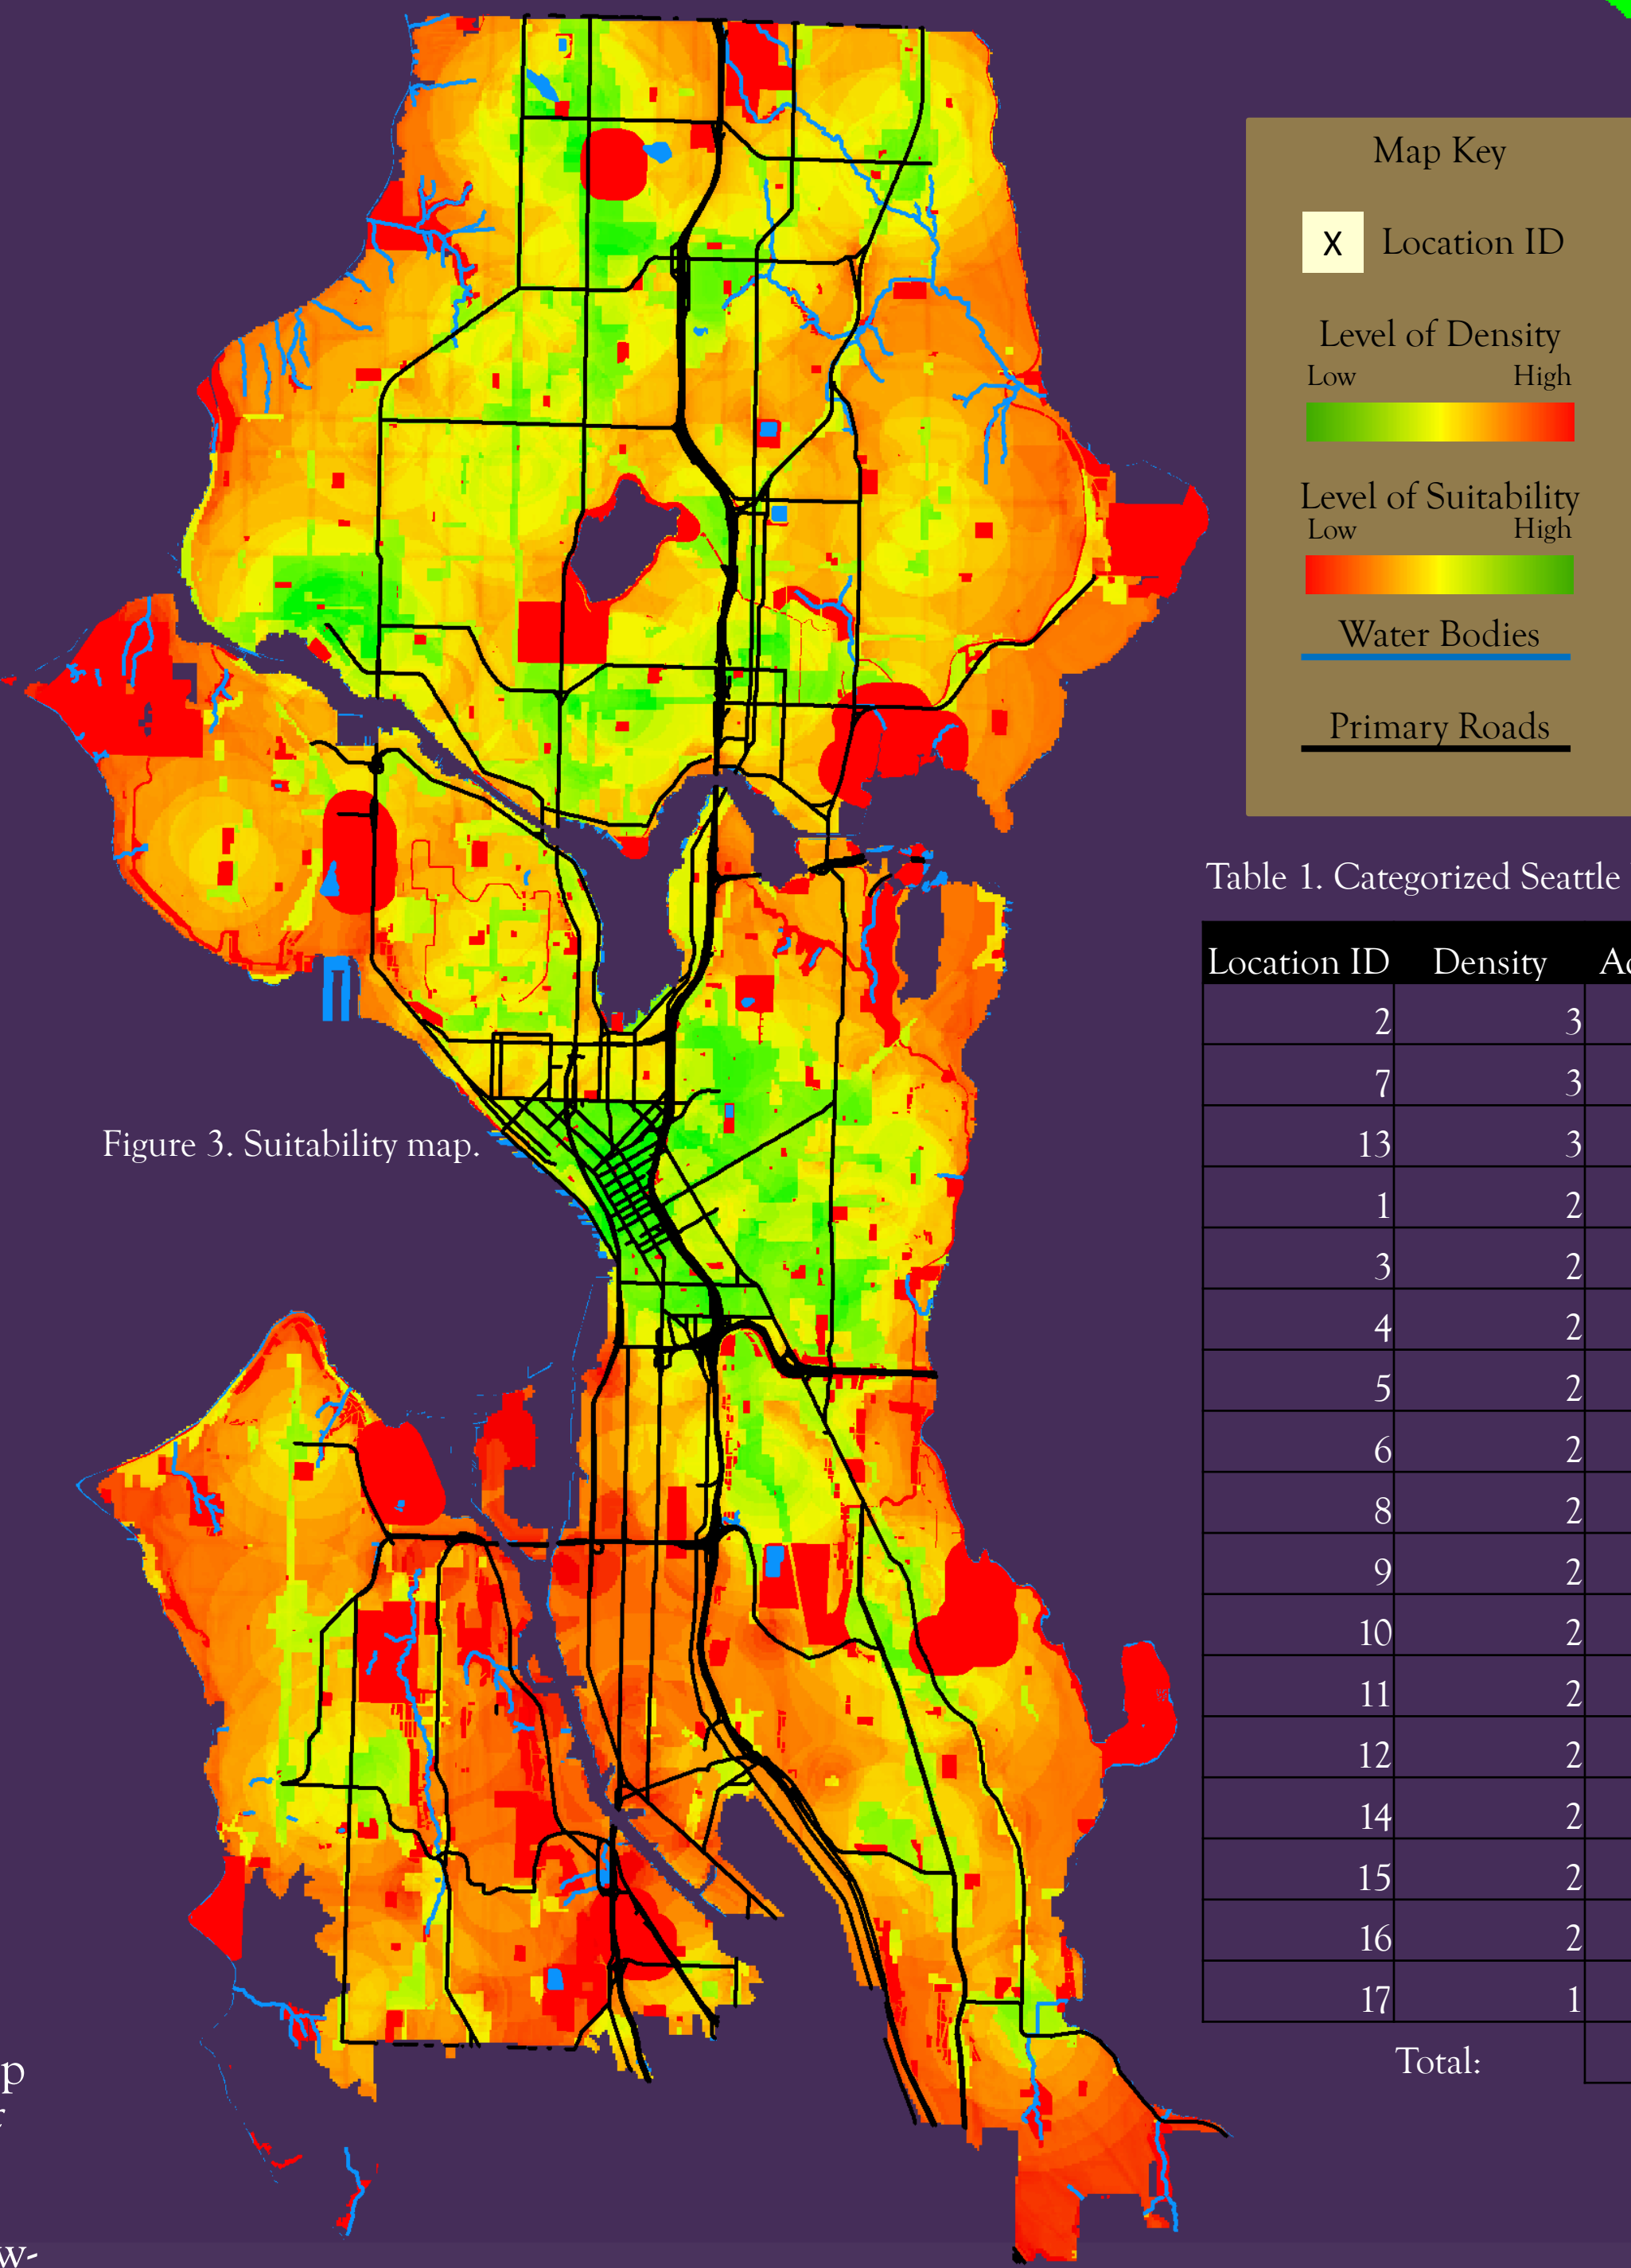 Map Key
X Location ID
Level of Density
Low High
Level of Suitability
Low High
Water Bodies
Primary Roads
Figure 3. Suitability map.
Table 1. Categorized Seattle
Location ID Density
2 3
7 3
13 3
1 2
3 2
4 2
5 2
6 2
8 2
9 2
10 2
11 2
12 2
14 2
15 2
16 2
17 1
Total:
p
w-